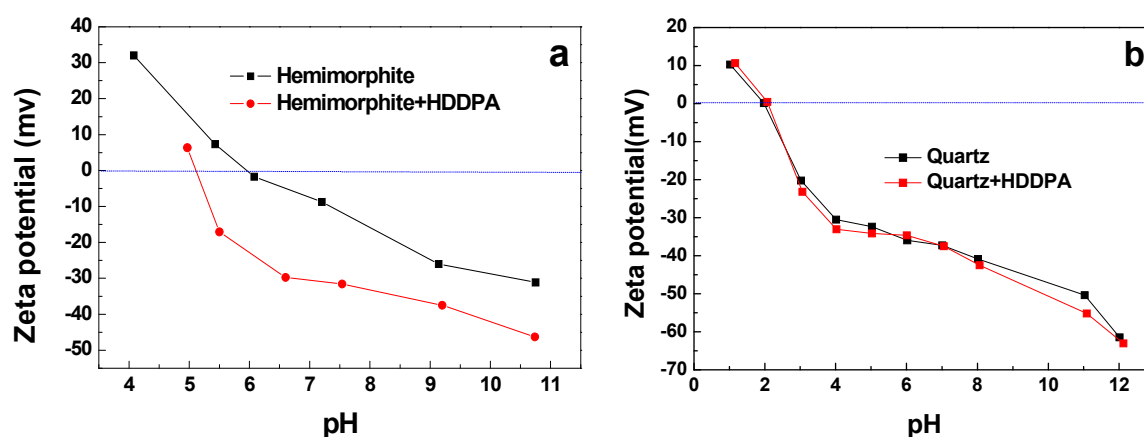 a
Hemimorphite
Hemimorphite+HDDPA
Zeta potential (mv)
40
30
20
10
0
-10
-20
-30
-40
-50
4 5 6 7 8 9 10 11
pH
b
Quartz
Quartz+HDDPA
Zeta potential(mV)
20
10
0
-10
-20
-30
-40
-50
-60
-70
0 2 4 6 8 10 12
pH